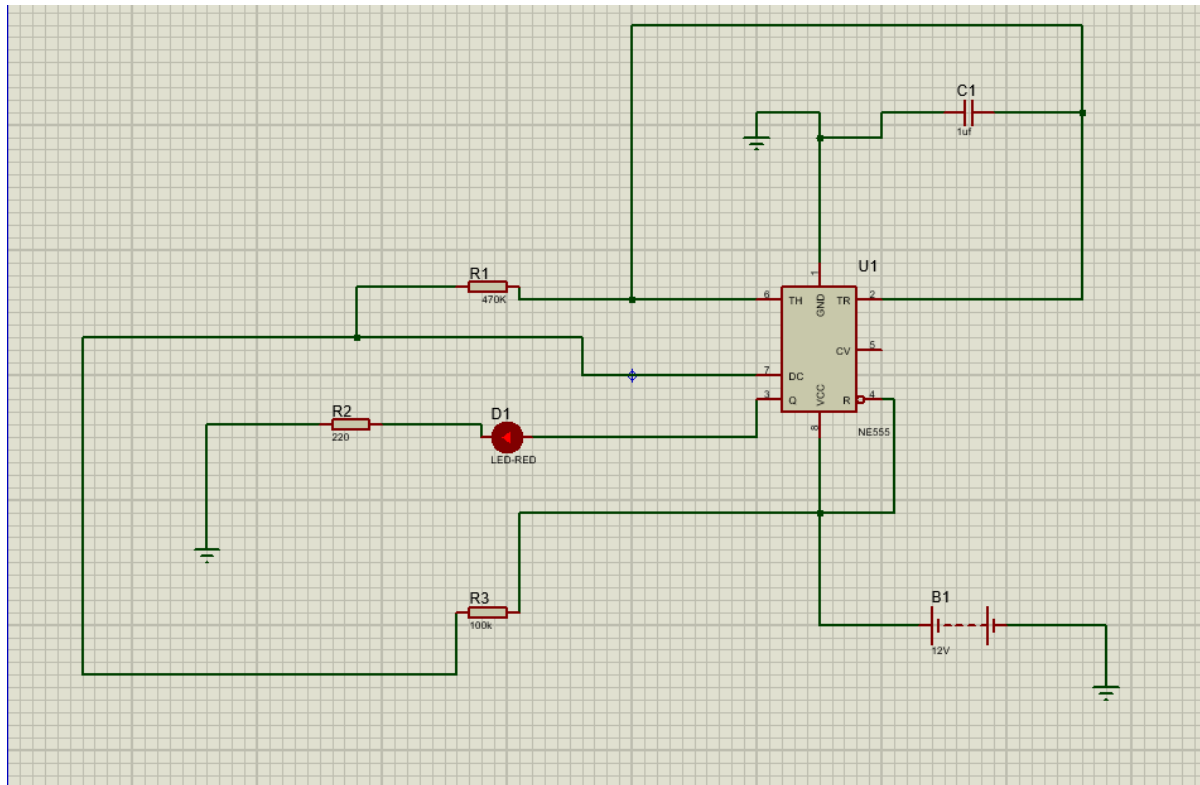 C1
1uf
U1
R1
470K
6
TH
1
GND
TR
2
CV
5
7
DC
3
Q
VCC
8
R
4
NE555
R2
220
D1
LED-RED
R3
100k
B1
12V